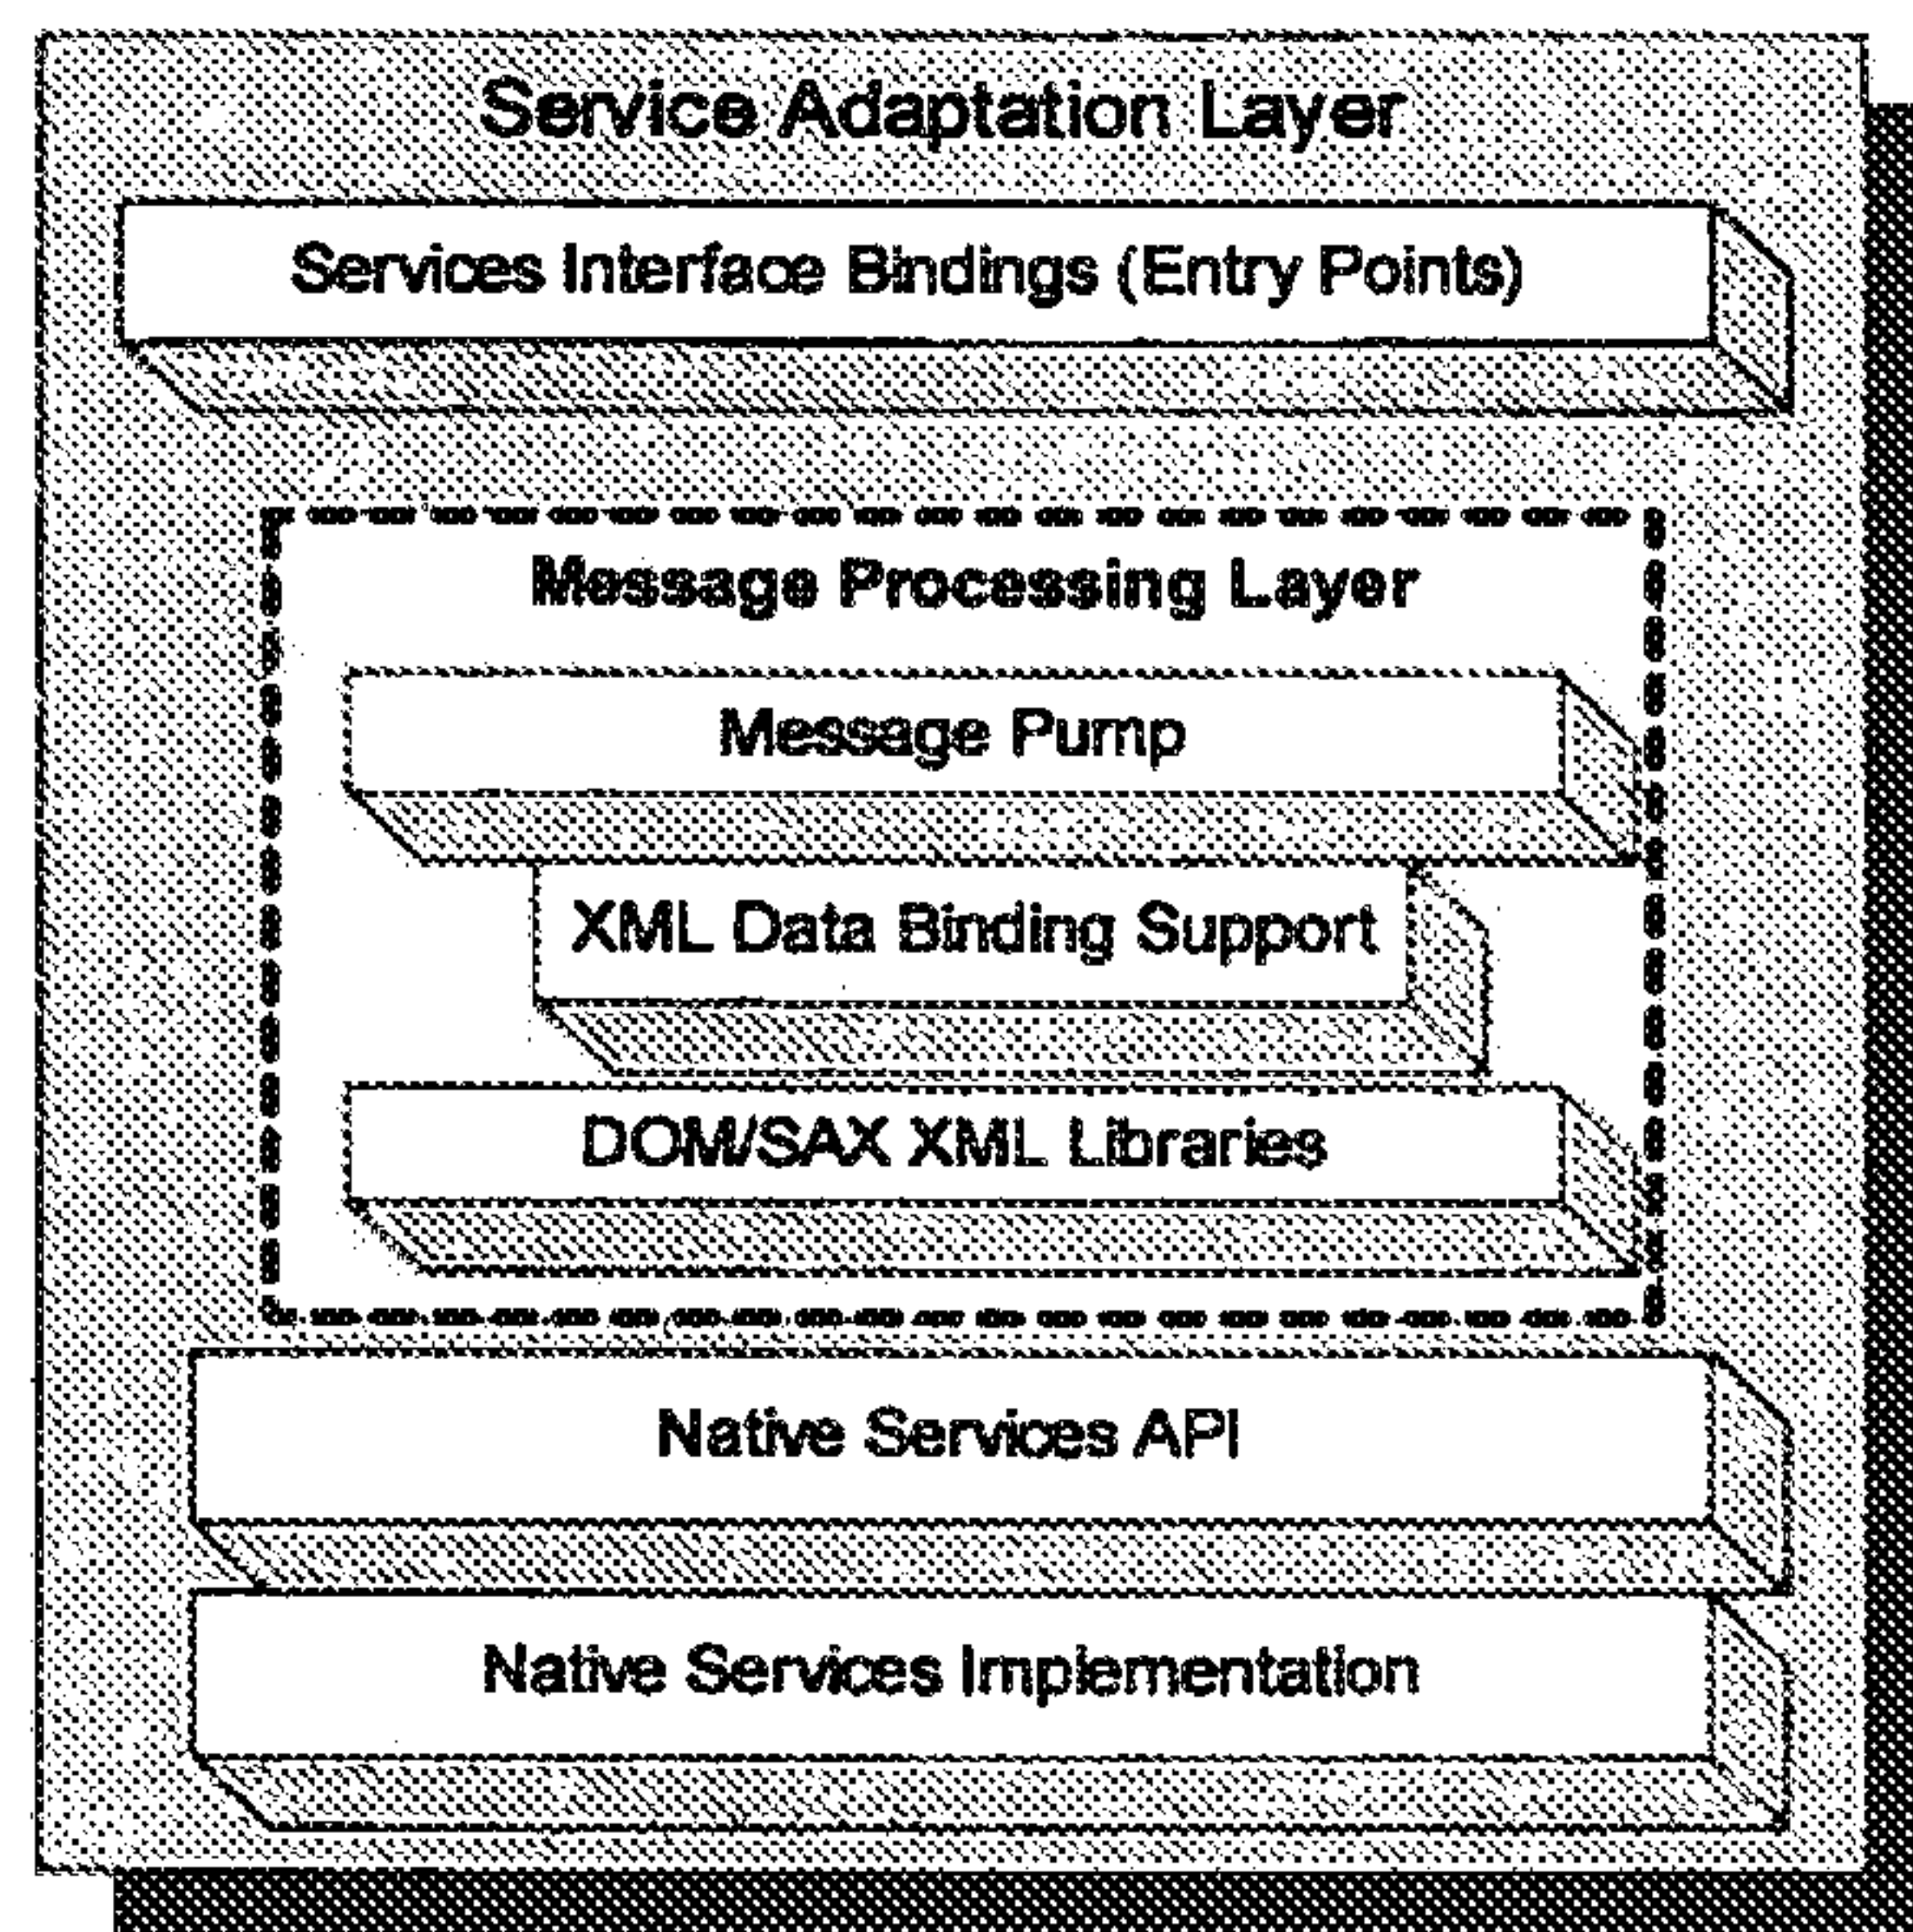 Service Adaptation Layer
Services Interface Bindings (Entry Points)
Message Processing Layer
Message Pump
XML Data Binding Support
DOM/SAX XML Libraries
Native Services API
Native Services Implementation